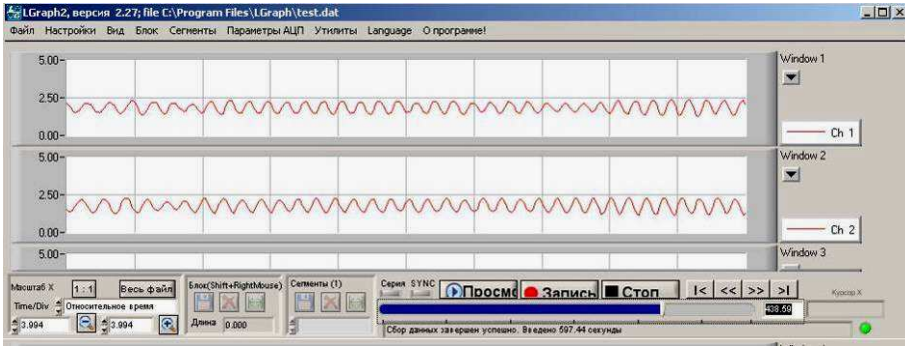 LGraph2, версия 2.27; file C:\Program Files\LGraph\test.dat
Файл Настройки Вид Блок Сегменты Параметры АЦП Утилиты Language О програнне!
5.00
2.50
0.00
Window 1
Ch 1
5.00
2.50
0.00
Window 2
Ch 2
5.00
Window 3
Масштаб X 1:1 Весь файл
Time/Div Относительное время
3.994 3.994
Блок(Shift+RightMouse)
Длина 0.000
Сегменты (1)
Серия SYNC
Просмо Запись Стоп |< << >> >|
438.59
Курсор X
Сбор данных завершен успешно. Введено 597.44 секунды